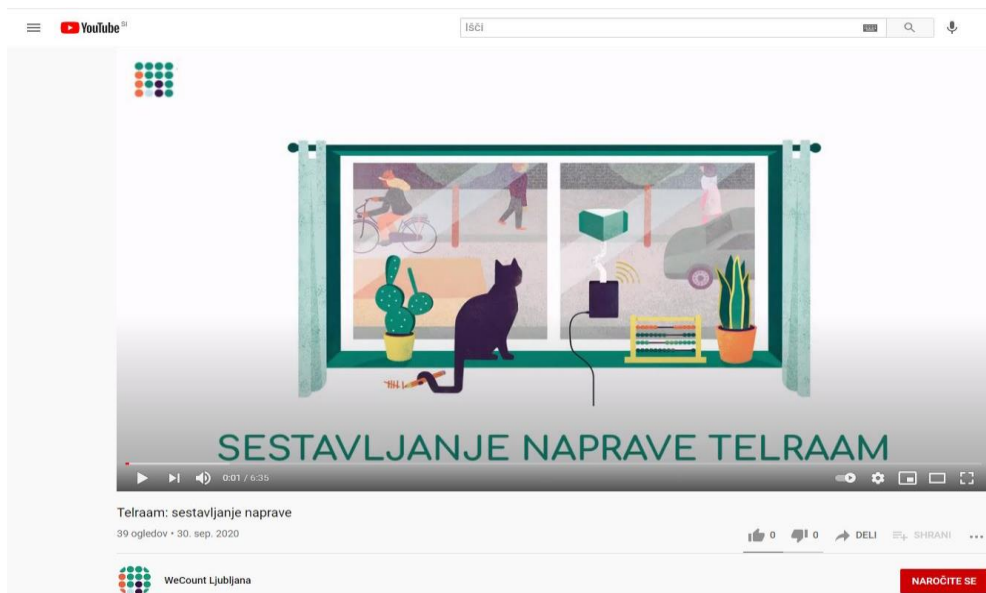 YouTube SI
Išči
SESTAVLJANJE NAPRAVE TELRAAM
0:01 / 6:35
Telraam: sestavljanje naprave
39 ogledov • 30. sep. 2020
0 0 DELI SHRANI
WeCount Ljubljana
NAROČITE SE